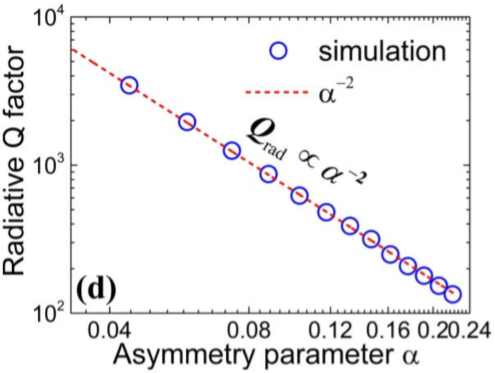 10⁴
10³
10²
Radiative Q factor
simulation
α⁻²
Q_rad ∝ α⁻²
(d)
0.04 0.08 0.12 0.16 0.20 0.24
Asymmetry parameter α